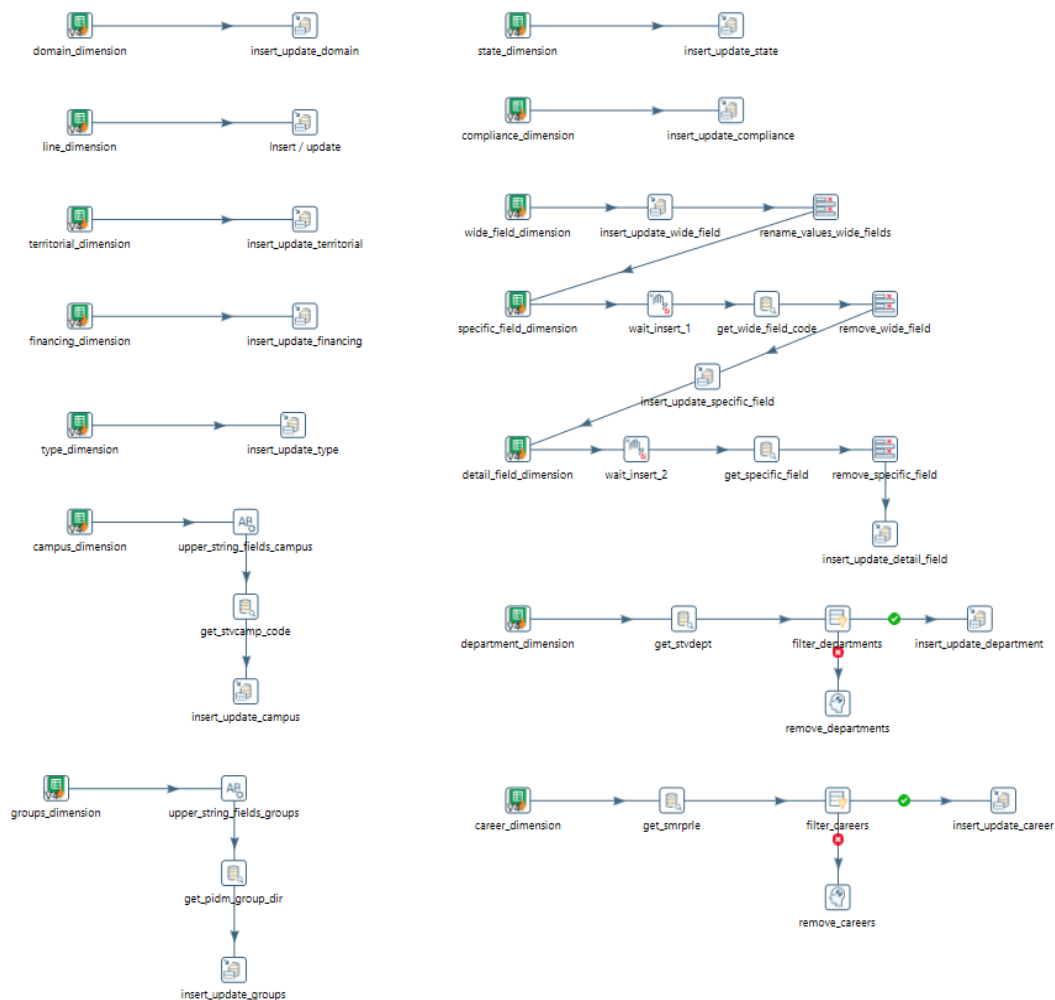 domain_dimension
insert_update_domain
line_dimension
Insert / update
territorial_dimension
insert_update_territorial
financing_dimension
insert_update_financing
type_dimension
insert_update_type
campus_dimension
upper_string_fields_campus
get_stvcamp_code
insert_update_campus
groups_dimension
upper_string_fields_groups
get_pidm_group_dir
insert_update_groups
state_dimension
insert_update_state
compliance_dimension
insert_update_compliance
wide_field_dimension
insert_update_wide_field
rename_values_wide_fields
specific_field_dimension
wait_insert_1
get_wide_field_code
remove_wide_field
insert_update_specific_field
detail_field_dimension
wait_insert_2
get_specific_field
remove_specific_field
insert_update_detail_field
department_dimension
get_stvdept
filter_departments
insert_update_department
remove_departments
career_dimension
get_smrprle
filter_careers
insert_update_career
remove_careers